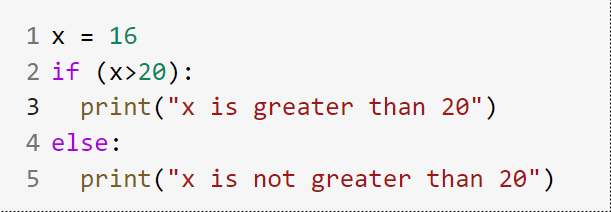 1 x = 16
2 if (x>20):
3   print("x is greater than 20")
4 else:
5   print("x is not greater than 20")